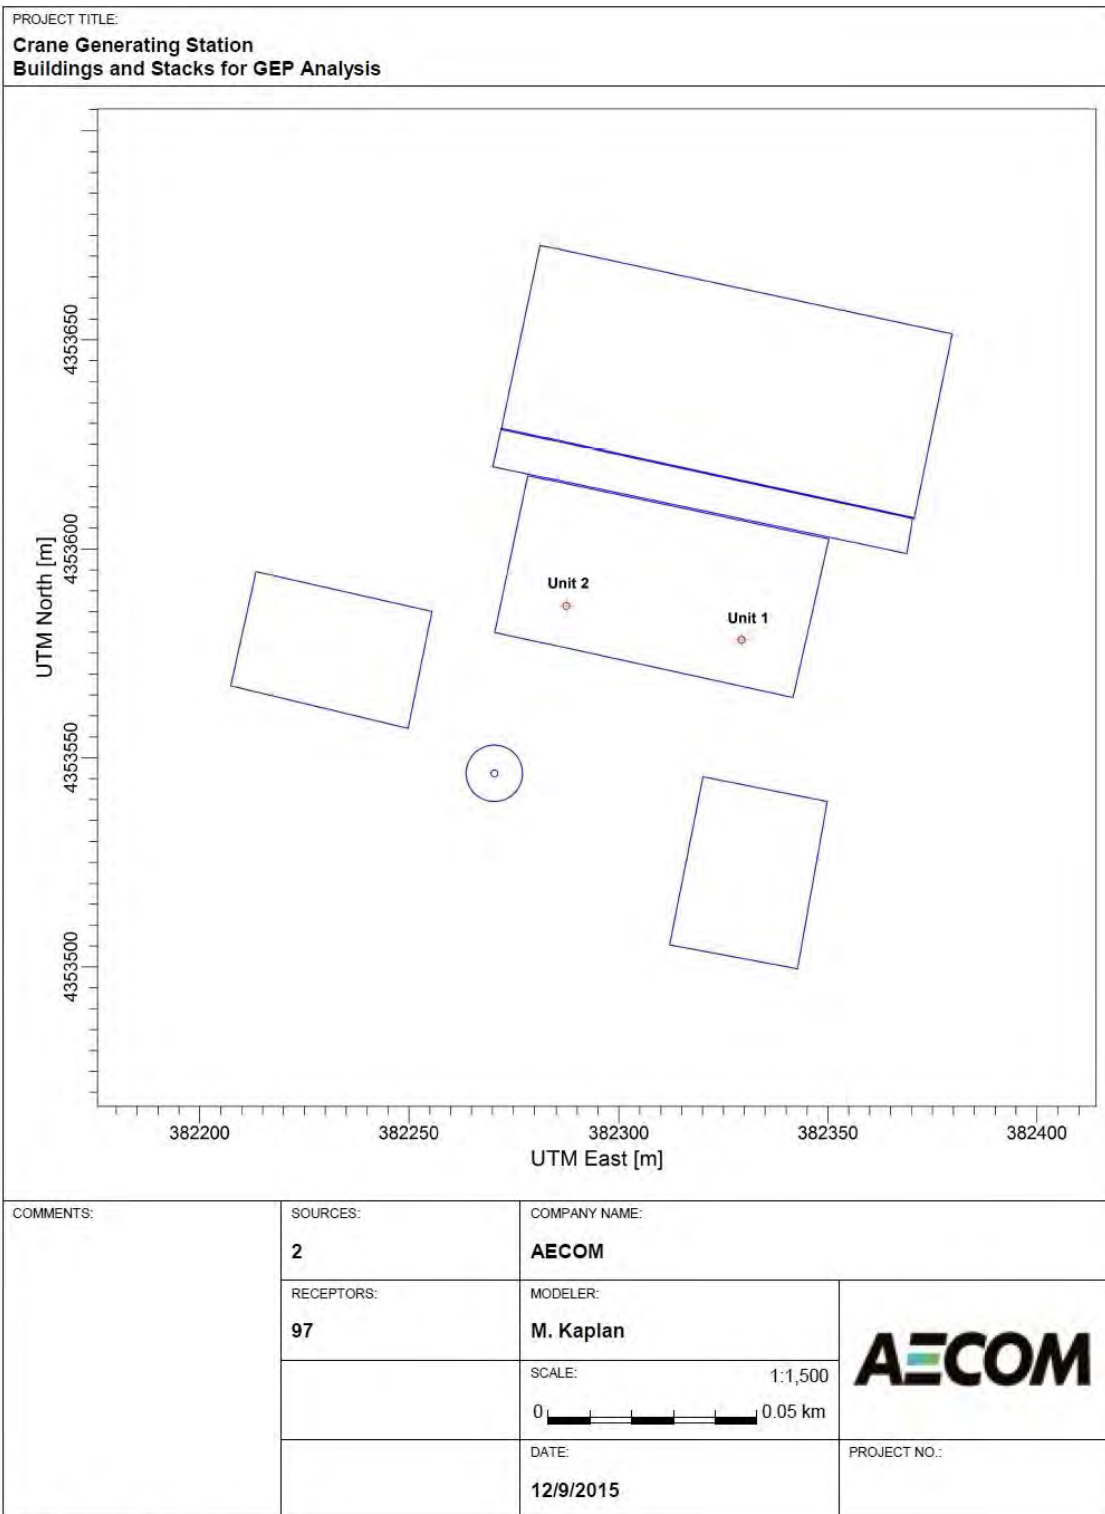 PROJECT TITLE:
Crane Generating Station
Buildings and Stacks for GEP Analysis
UTM North [m]
4353650
4353600
4353550
4353500
Unit 2
Unit 1
382200
382250
382300
382350
382400
UTM East [m]
COMMENTS:
SOURCES:
2
COMPANY NAME:
AECOM
RECEPTORS:
97
MODELER:
M. Kaplan
SCALE:
1:1,500
0
0.05 km
AECOM
DATE:
12/9/2015
PROJECT NO.: